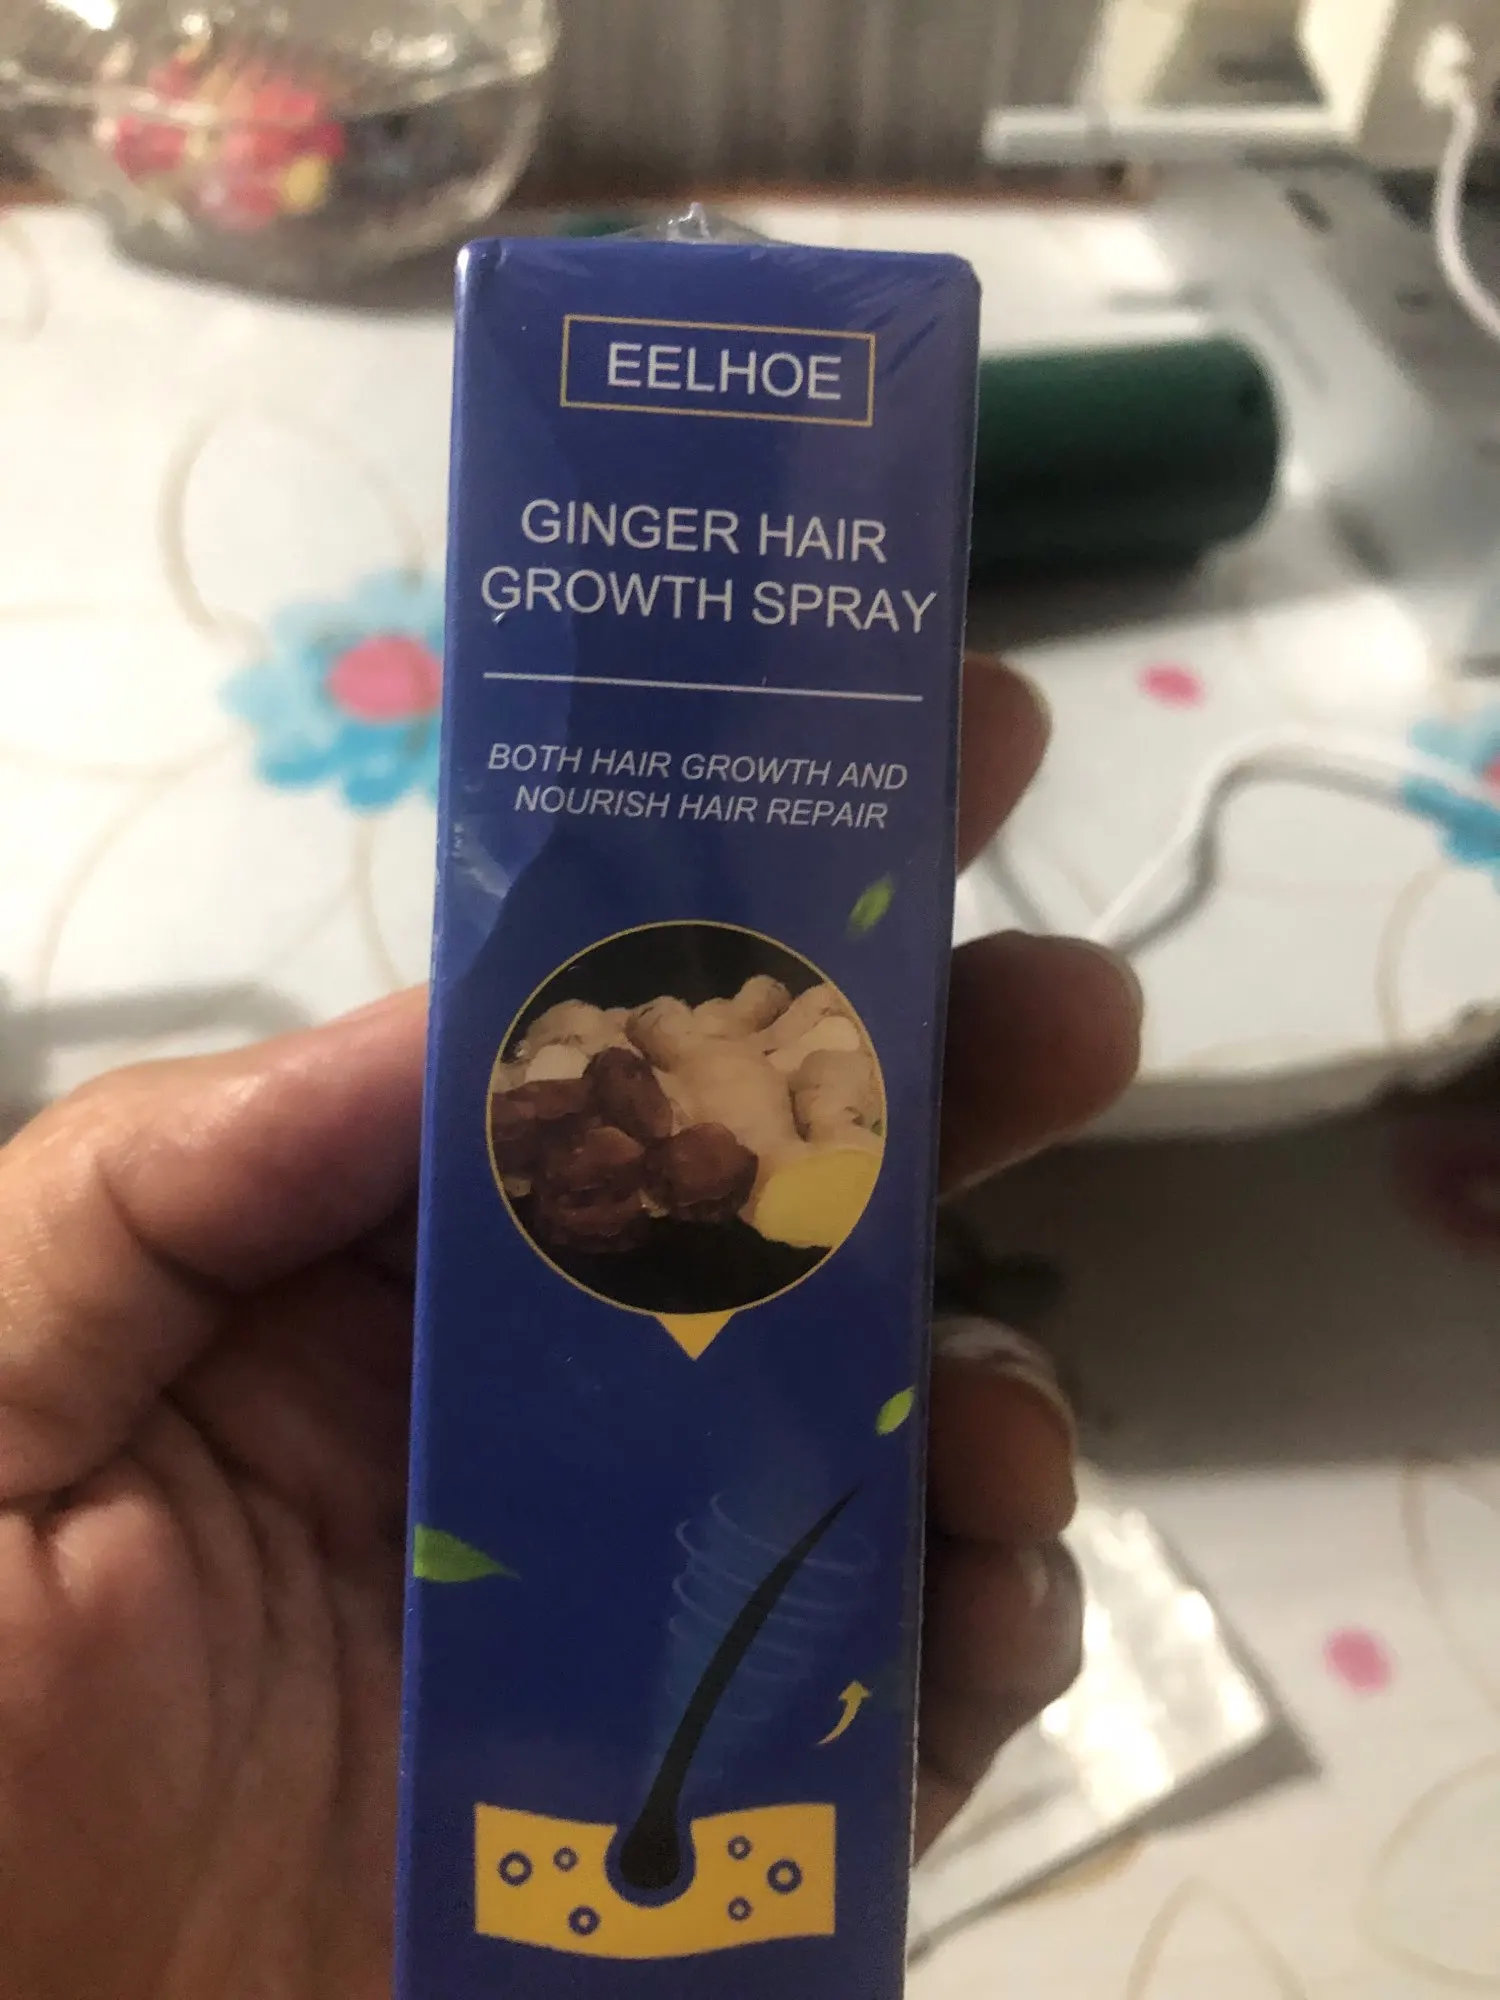 EELHOE
GINGER HAIR
GROWTH SPRAY
BOTH HAIR GROWTH AND
NOURISH HAIR REPAIR